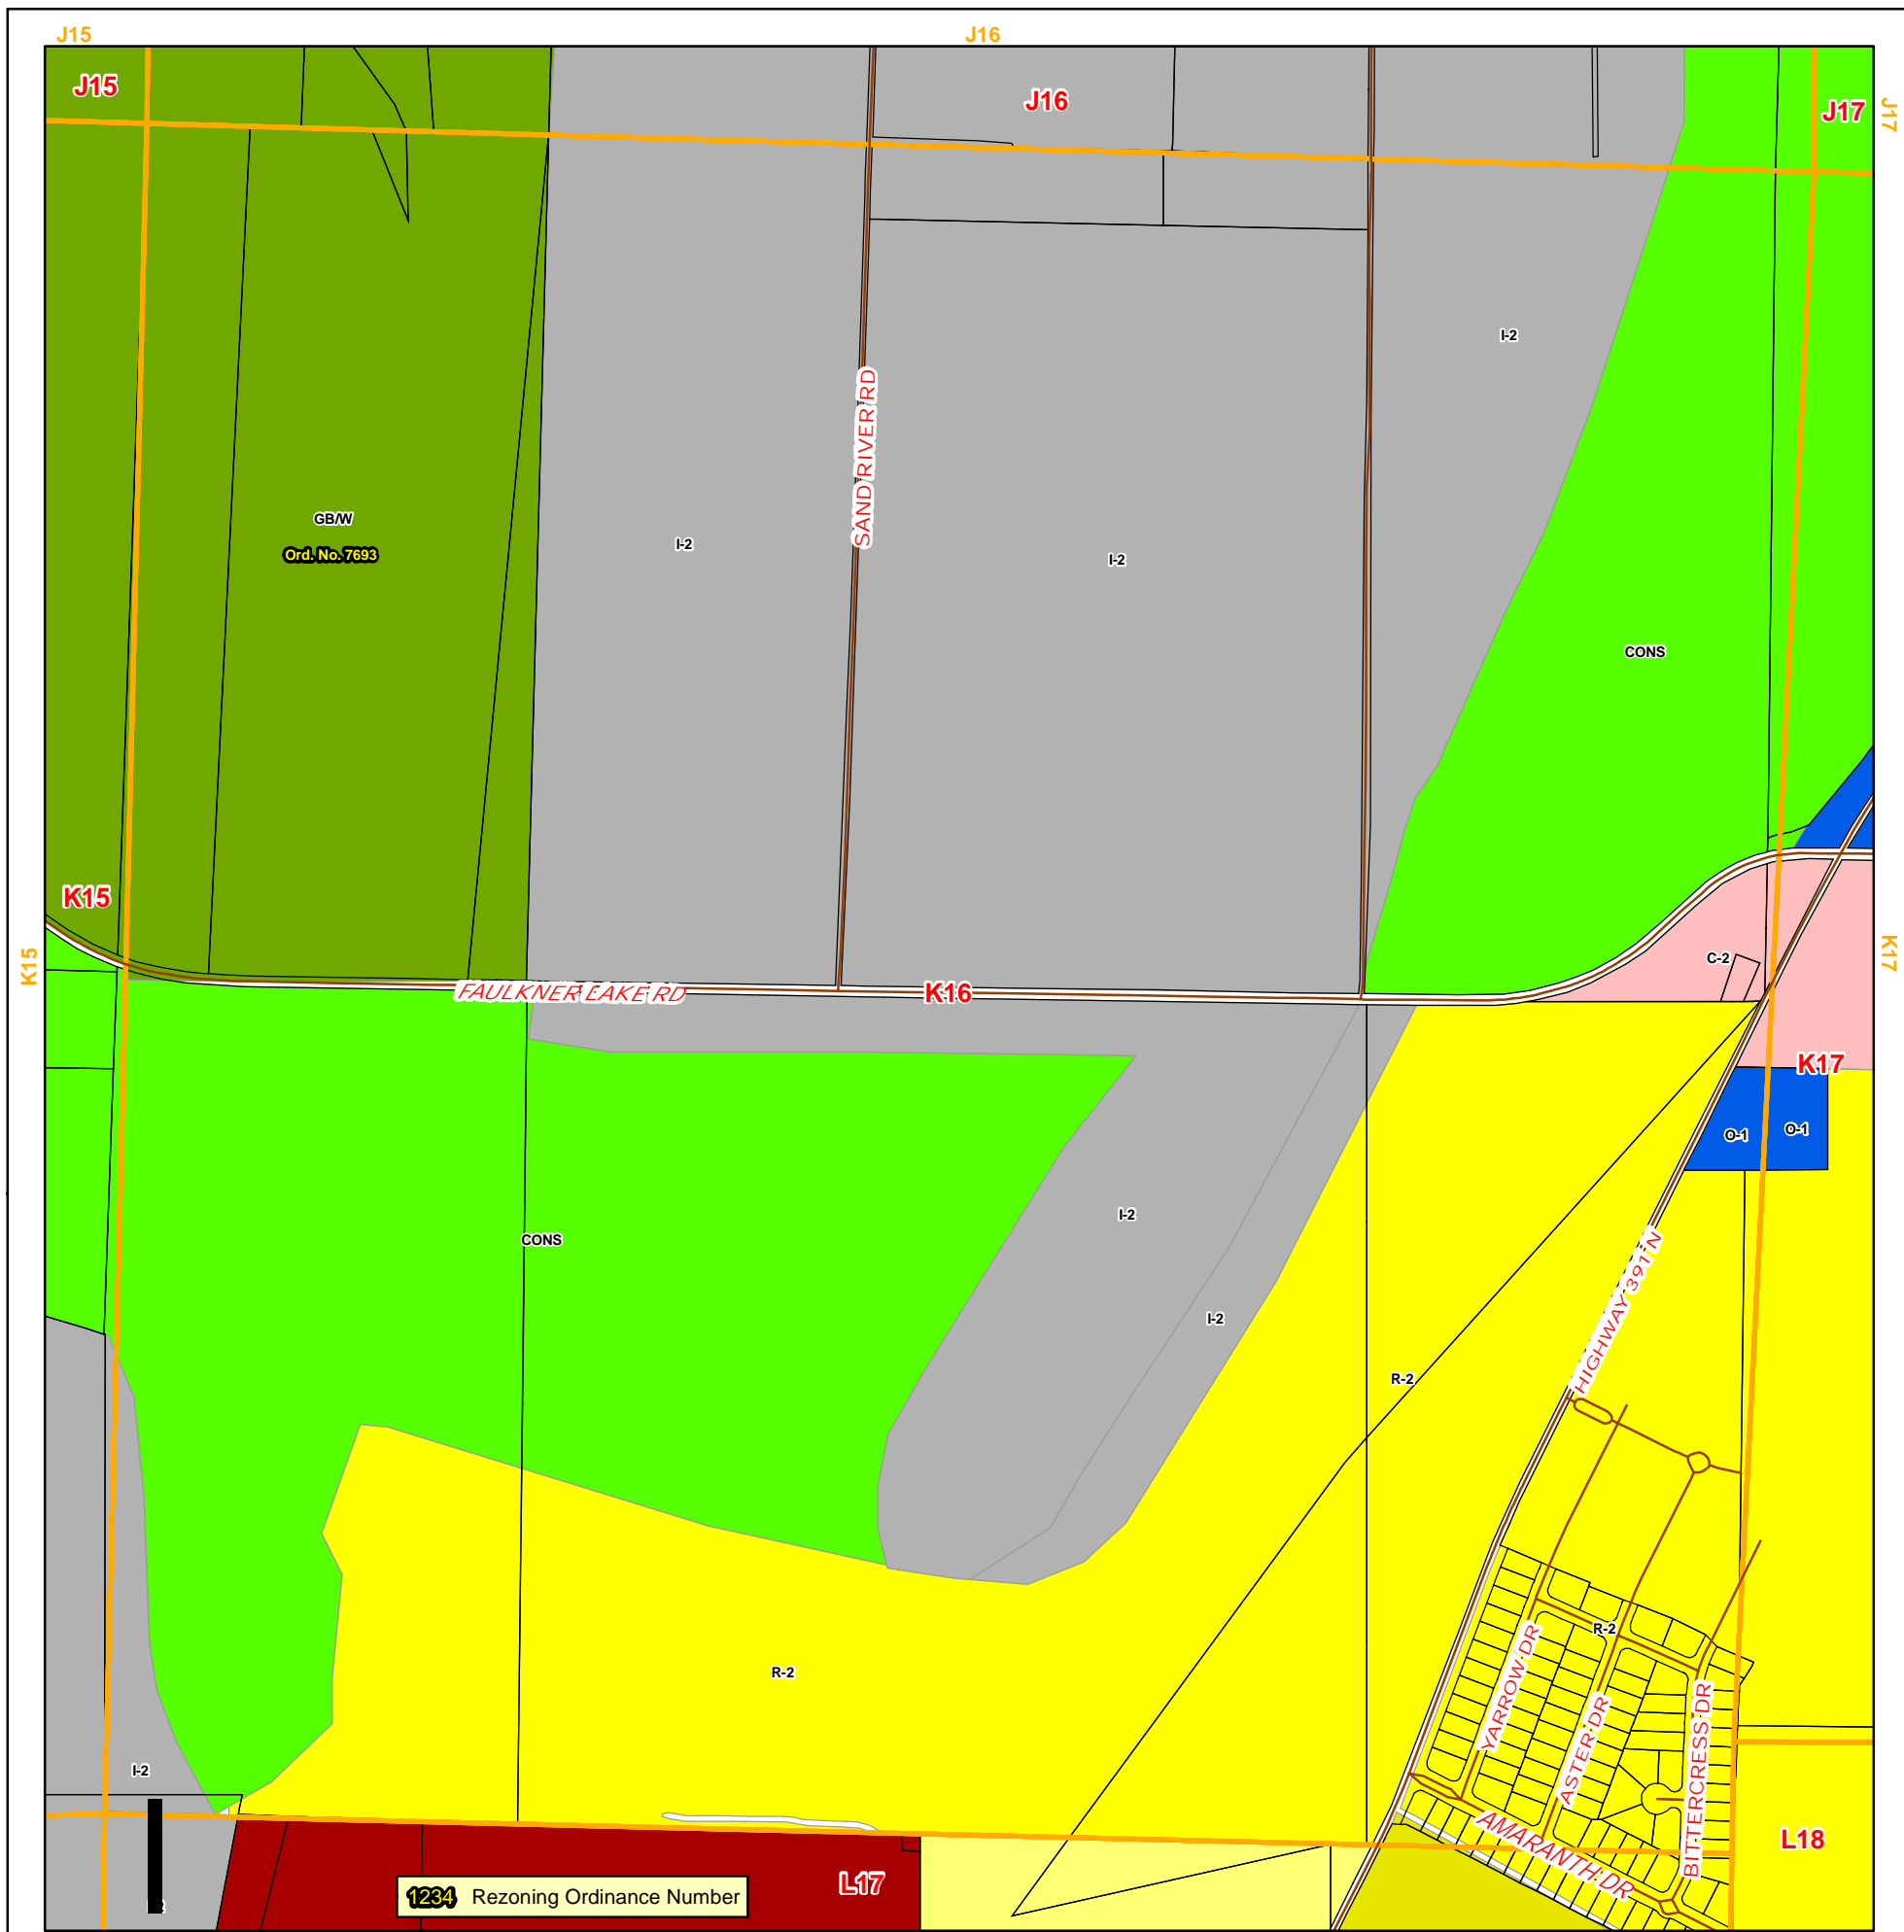 J15
J16
J15
J16
J17
J17
I-2
SAND RIVER RD
GB/W
Ord. No. 7693
I-2
I-2
CONS
K15
K15
FAULKNER LAKE RD
K16
C-2
K17
K17
O-1
O-1
I-2
CONS
HIGHWAY 391 N
I-2
R-2
R-2
R-2
YARROW DR
ASTER DR
BITTERCRESS DR
I-2
AMARANTH DR
L18
L17
1234 Rezoning Ordinance Number